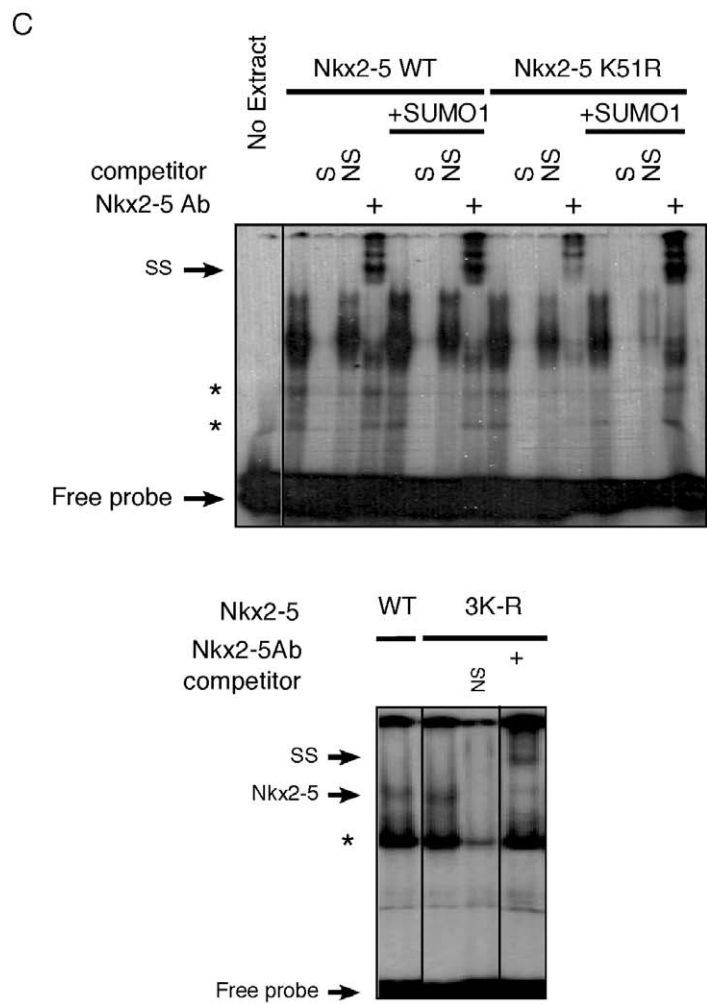 C
No Extract
Nkx2-5 WT Nkx2-5 K51R
+SUMO1 +SUMO1
competitor S NS S NS S NS S NS
Nkx2-5 Ab + + + +
SS
*
*
Free probe
Nkx2-5 WT 3K-R
Nkx2-5Ab +
competitor NS
SS
Nkx2-5
*
Free probe